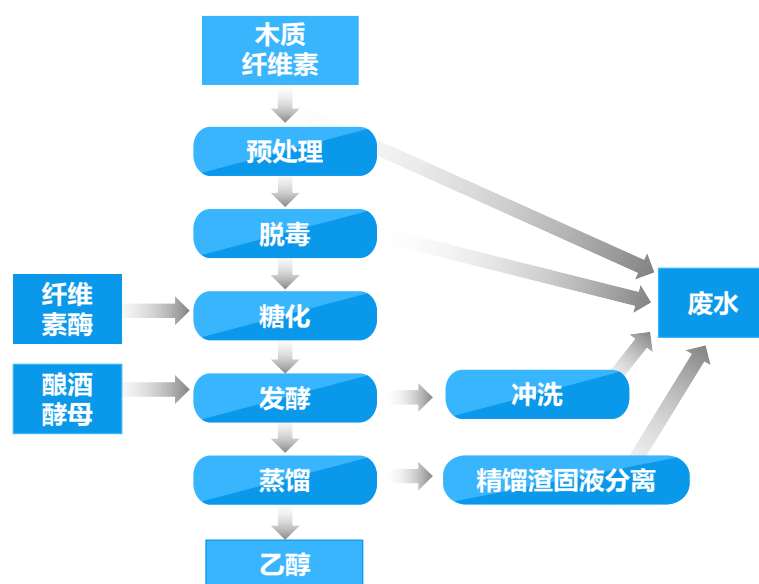 木质
纤维素
预处理
脱毒
纤维
素酶
糖化
废水
酿酒
酵母
发酵
冲洗
蒸馏
精馏渣固液分离
乙醇